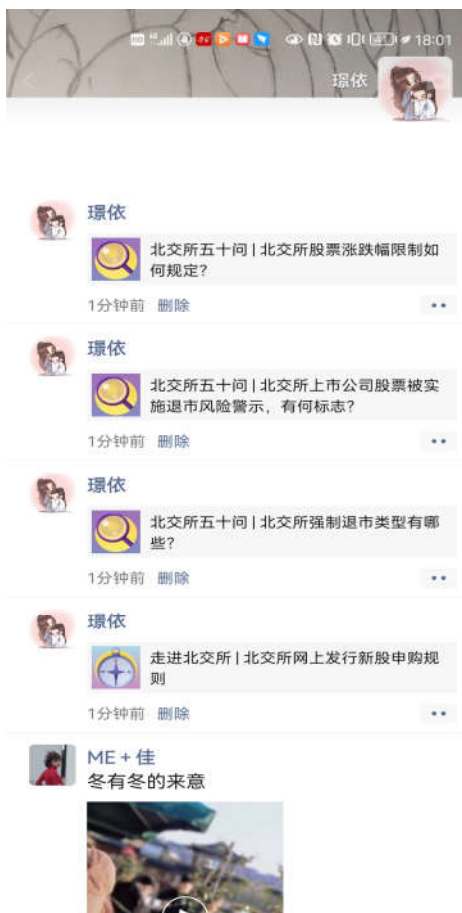 18:01
璟依
璟依
北交所五十问 | 北交所股票涨跌幅限制如
何规定？
1分钟前 删除
璟依
北交所五十问 | 北交所上市公司股票被实
施退市风险警示，有何标志？
1分钟前 删除
璟依
北交所五十问 | 北交所强制退市类型有哪
些？
1分钟前 删除
璟依
走进北交所 | 北交所网上发行新股申购规
则
1分钟前 删除
ME + 佳
冬有冬的来意